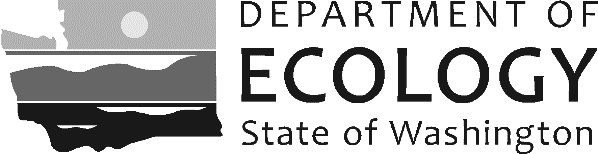 DEPARTMENT OF
ECOLOGY
State of Washington